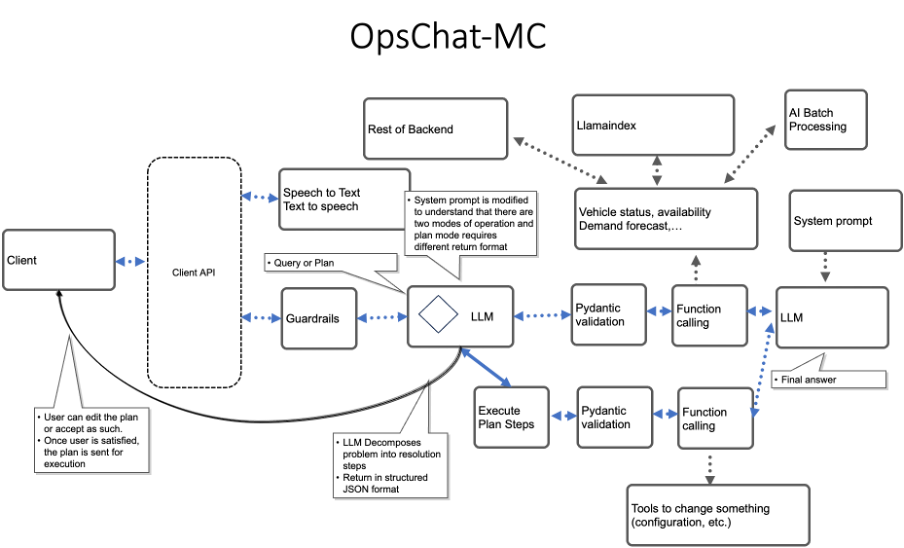 OpsChat-MC
Rest of Backend
Llamaindex
AI Batch
Processing
Speech to Text
Text to speech
• System prompt is modified
to understand that there are
two modes of operation and
plan mode requires
different return format
Vehicle status, availability
Demand forecast,…
System prompt
Client
Client API
• Query or Plan
Guardrails
LLM
Pydantic
validation
Function
calling
LLM
• Final answer
• User can edit the plan
or accept as such.
• Once user is satisfied,
the plan is sent for
execution
Execute
Plan Steps
Pydantic
validation
Function
calling
• LLM Decomposes
problem into resolution
steps
• Return in structured
JSON format
Tools to change something
(configuration, etc.)